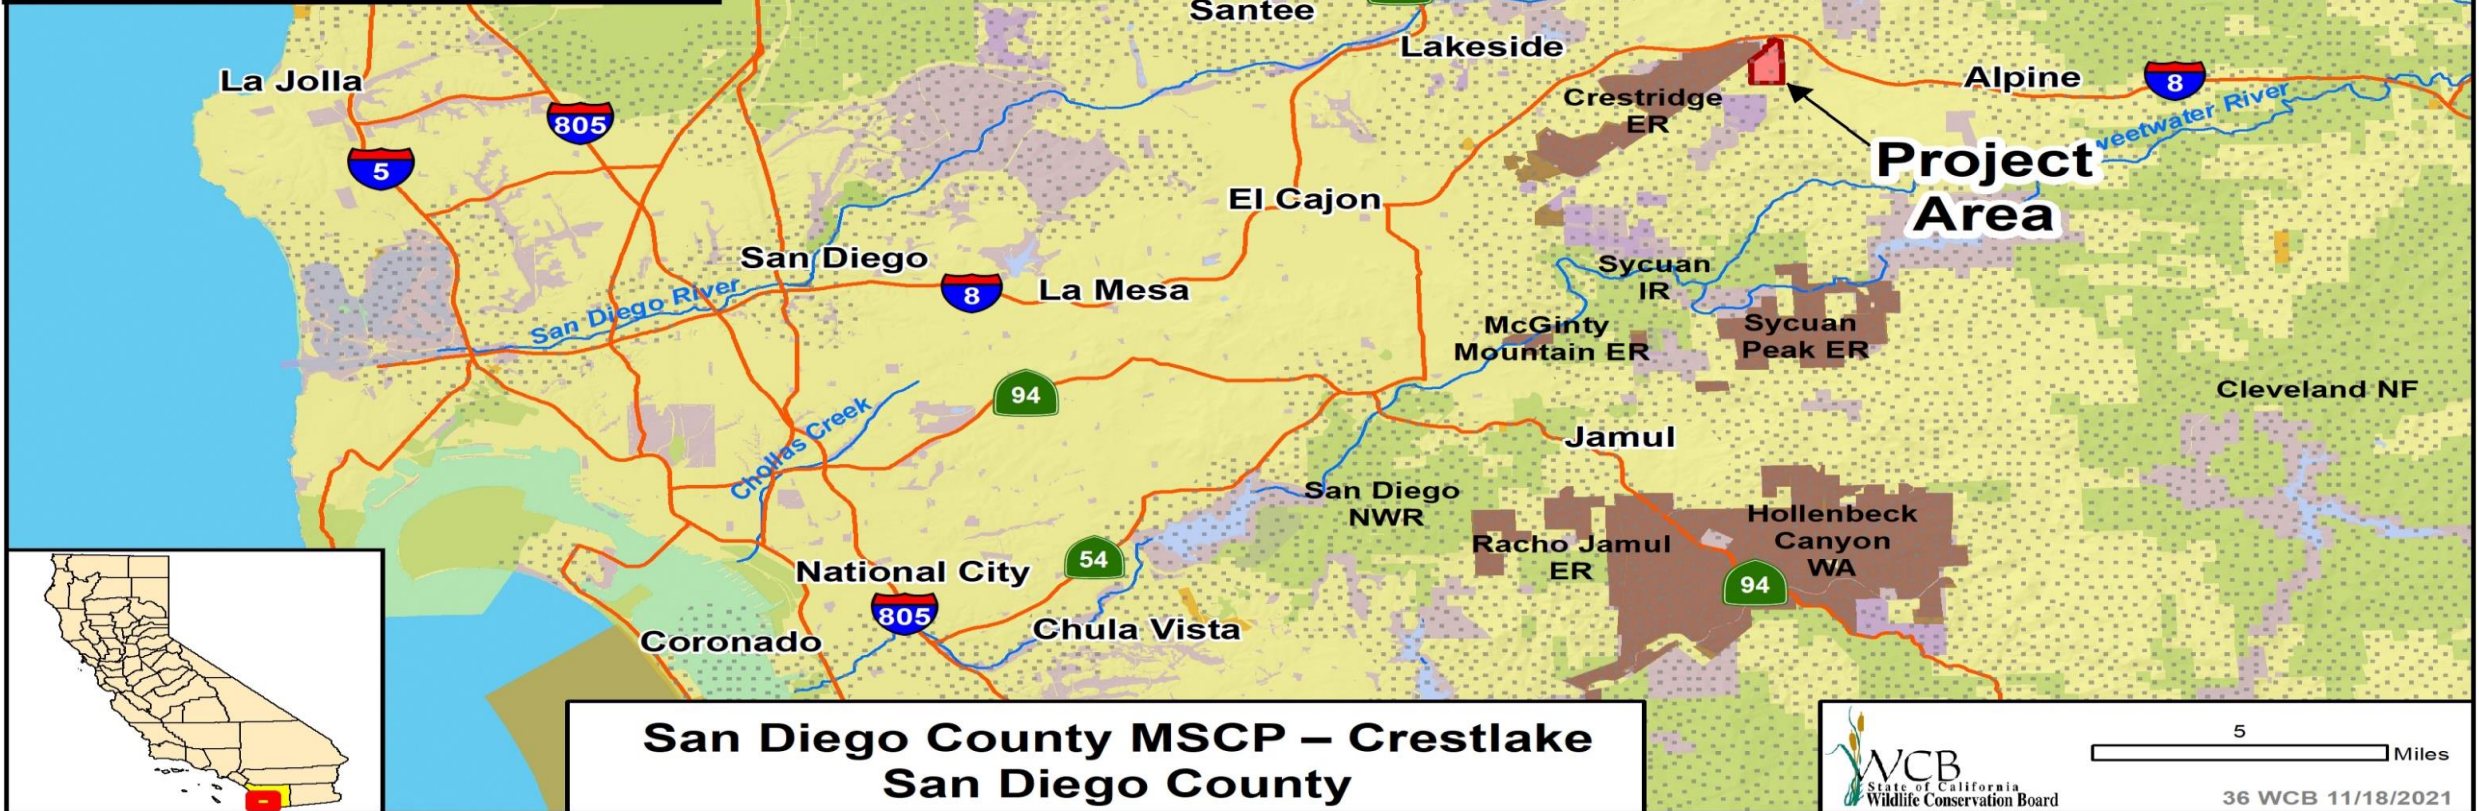 Santee
Lakeside
La Jolla
Alpine
8
805
Crestridge
ER
5
Project
Area
El Cajon
San Diego
Sycuan
IR
8
La Mesa
San Diego River
McGinty
Mountain ER
Sycuan
Peak ER
94
Cleveland NF
Chollas Creek
Jamul
San Diego
NWR
Hollenbeck
Canyon
WA
Racho Jamul
ER
54
94
National City
805
Chula Vista
Coronado
San Diego County MSCP – Crestlake
San Diego County
5
Miles
WCB
State of California
Wildlife Conservation Board
36 WCB 11/18/2021
River